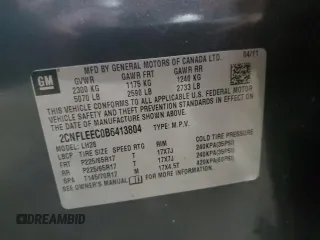 GM
MFD BY GENERAL MOTORS OF CANADA LTD.
04/11
GVWR GAWR FRT GAWR RR
2300 KG 1175 KG 1240 KG
5070 LB 2590 LB 2733 LB
THIS VEHICLE CONFORMS TO ALL APPLICABLE U.S. FEDERAL
MOTOR VEHICLE SAFETY, BUMPER, AND THEFT PREVENTION STANDARDS IN EFFECT
ON THE DATE OF MANUFACTURE SHOWN ABOVE.
2CNFLEEC0B6413804 TYPE: M.P.V.
MODEL: LH26
TIRE SIZE SPEED RTG RIM COLD TIRE PRESSURE
FRT P225/65R17 T 17X7J 240KPA(35PSI)
RR P225/65R17 T 17X7J 240KPA(35PSI)
SPA T145/70R17 M 17X4.5T 420KPA(60PSI)
©DREAMBID